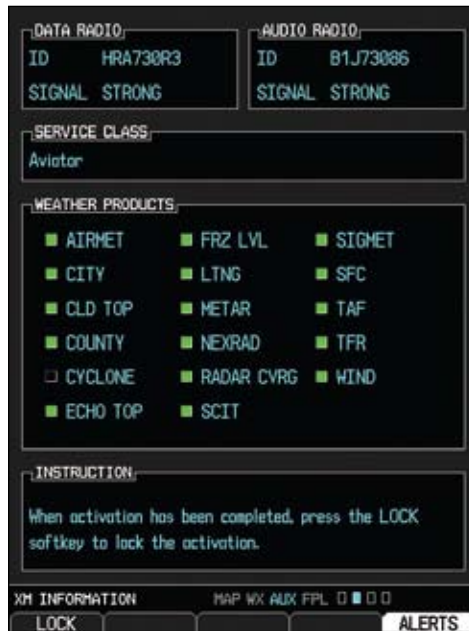 DATA RADIO
ID HRA730R3
SIGNAL STRONG
AUDIO RADIO
ID B1J73086
SIGNAL STRONG
SERVICE CLASS
Aviator
WEATHER PRODUCTS
AIRMET FRZ LVL SIGMET
CITY LTNG SFC
CLD TOP METAR TAF
COUNTY NEXRAD TFR
CYCLONE RADAR CVRG WIND
ECHO TOP SCIT
INSTRUCTION
When activation has been completed, press the LOCK
softkey to lock the activation.
XM INFORMATION MAP WX AUX FPL
LOCK ALERTS